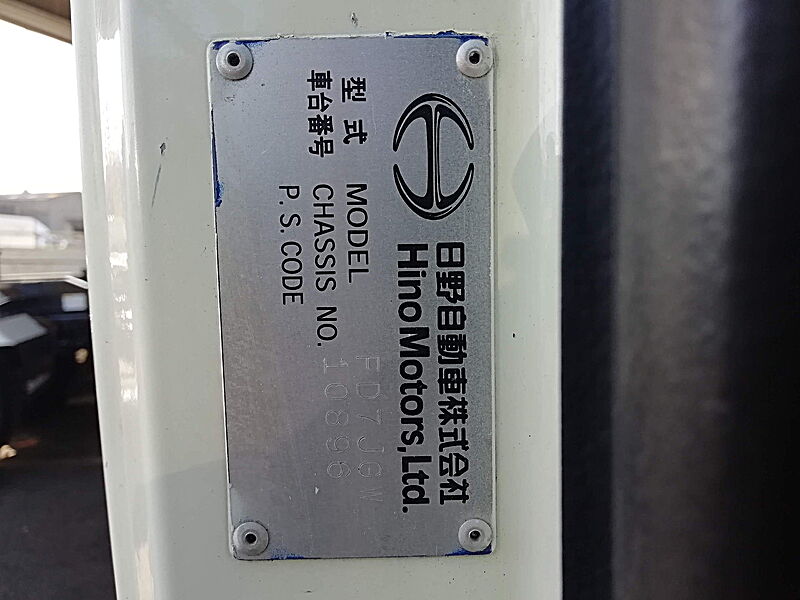 日野自動車株式会社
Hino Motors, Ltd.
型式 MODEL FD7JGW
車台番号 CHASSIS NO. 10896
P.S.CODE